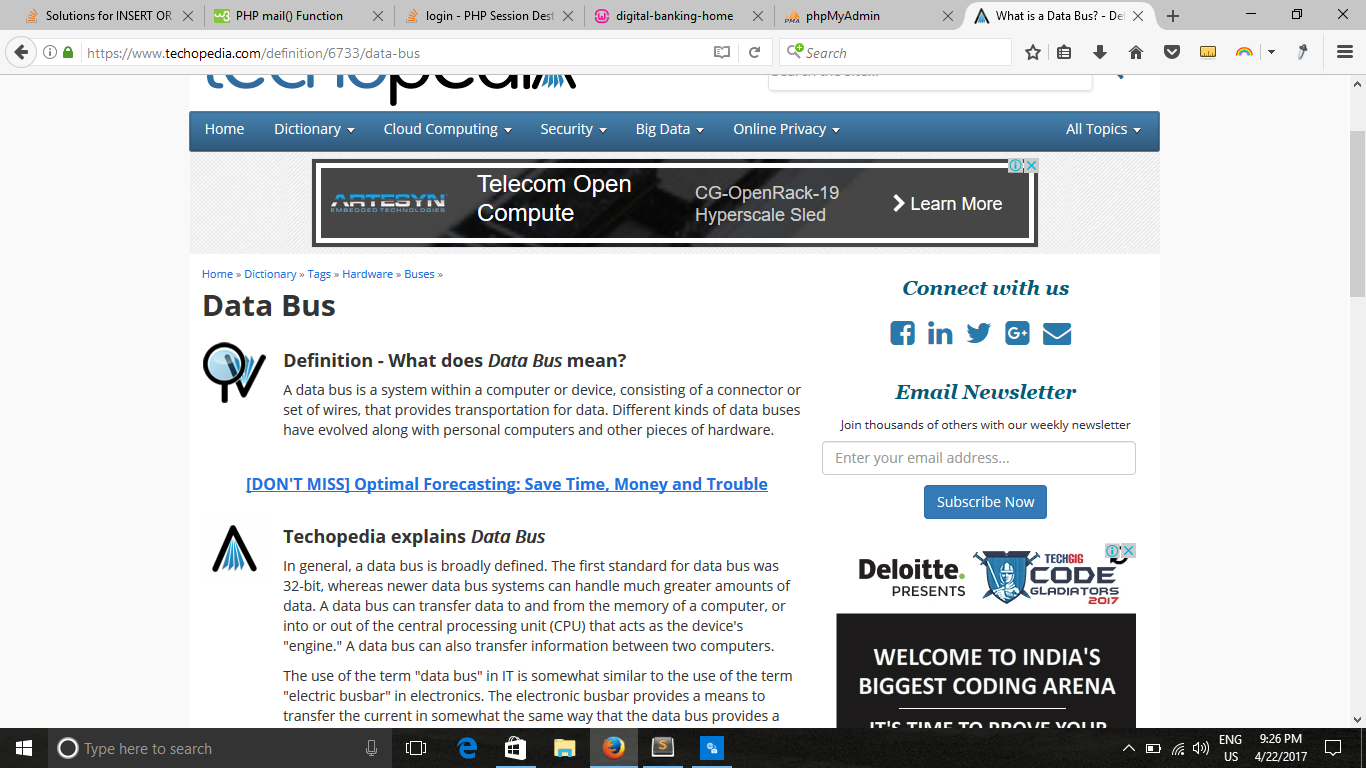 Solutions for INSERT OR
PHP mail() Function
login - PHP Session Dest
digital-banking-home
phpMyAdmin
What is a Data Bus? - Def
https://www.techopedia.com/definition/6733/data-bus
Search
techopedia
Home Dictionary Cloud Computing Security Big Data Online Privacy All Topics
ARTESYN
EMBEDDED TECHNOLOGIES
Telecom Open
Compute
CG-OpenRack-19
Hyperscale Sled
Learn More
Home » Dictionary » Tags » Hardware » Buses »
Data Bus
Definition - What does Data Bus mean?
A data bus is a system within a computer or device, consisting of a connector or
set of wires, that provides transportation for data. Different kinds of data buses
have evolved along with personal computers and other pieces of hardware.
[DON'T MISS] Optimal Forecasting: Save Time, Money and Trouble
Techopedia explains Data Bus
In general, a data bus is broadly defined. The first standard for data bus was
32-bit, whereas newer data bus systems can handle much greater amounts of
data. A data bus can transfer data to and from the memory of a computer, or
into or out of the central processing unit (CPU) that acts as the device's
"engine." A data bus can also transfer information between two computers.
The use of the term "data bus" in IT is somewhat similar to the use of the term
"electric busbar" in electronics. The electronic busbar provides a means to
transfer the current in somewhat the same way that the data bus provides a
Connect with us
Email Newsletter
Join thousands of others with our weekly newsletter
Enter your email address...
Subscribe Now
Deloitte.
PRESENTS
TECHGIG
CODE
GLADIATORS
2017
WELCOME TO INDIA'S
BIGGEST CODING ARENA
IT'S TIME TO PROVE YOUR
Type here to search
ENG
US
9:26 PM
4/22/2017